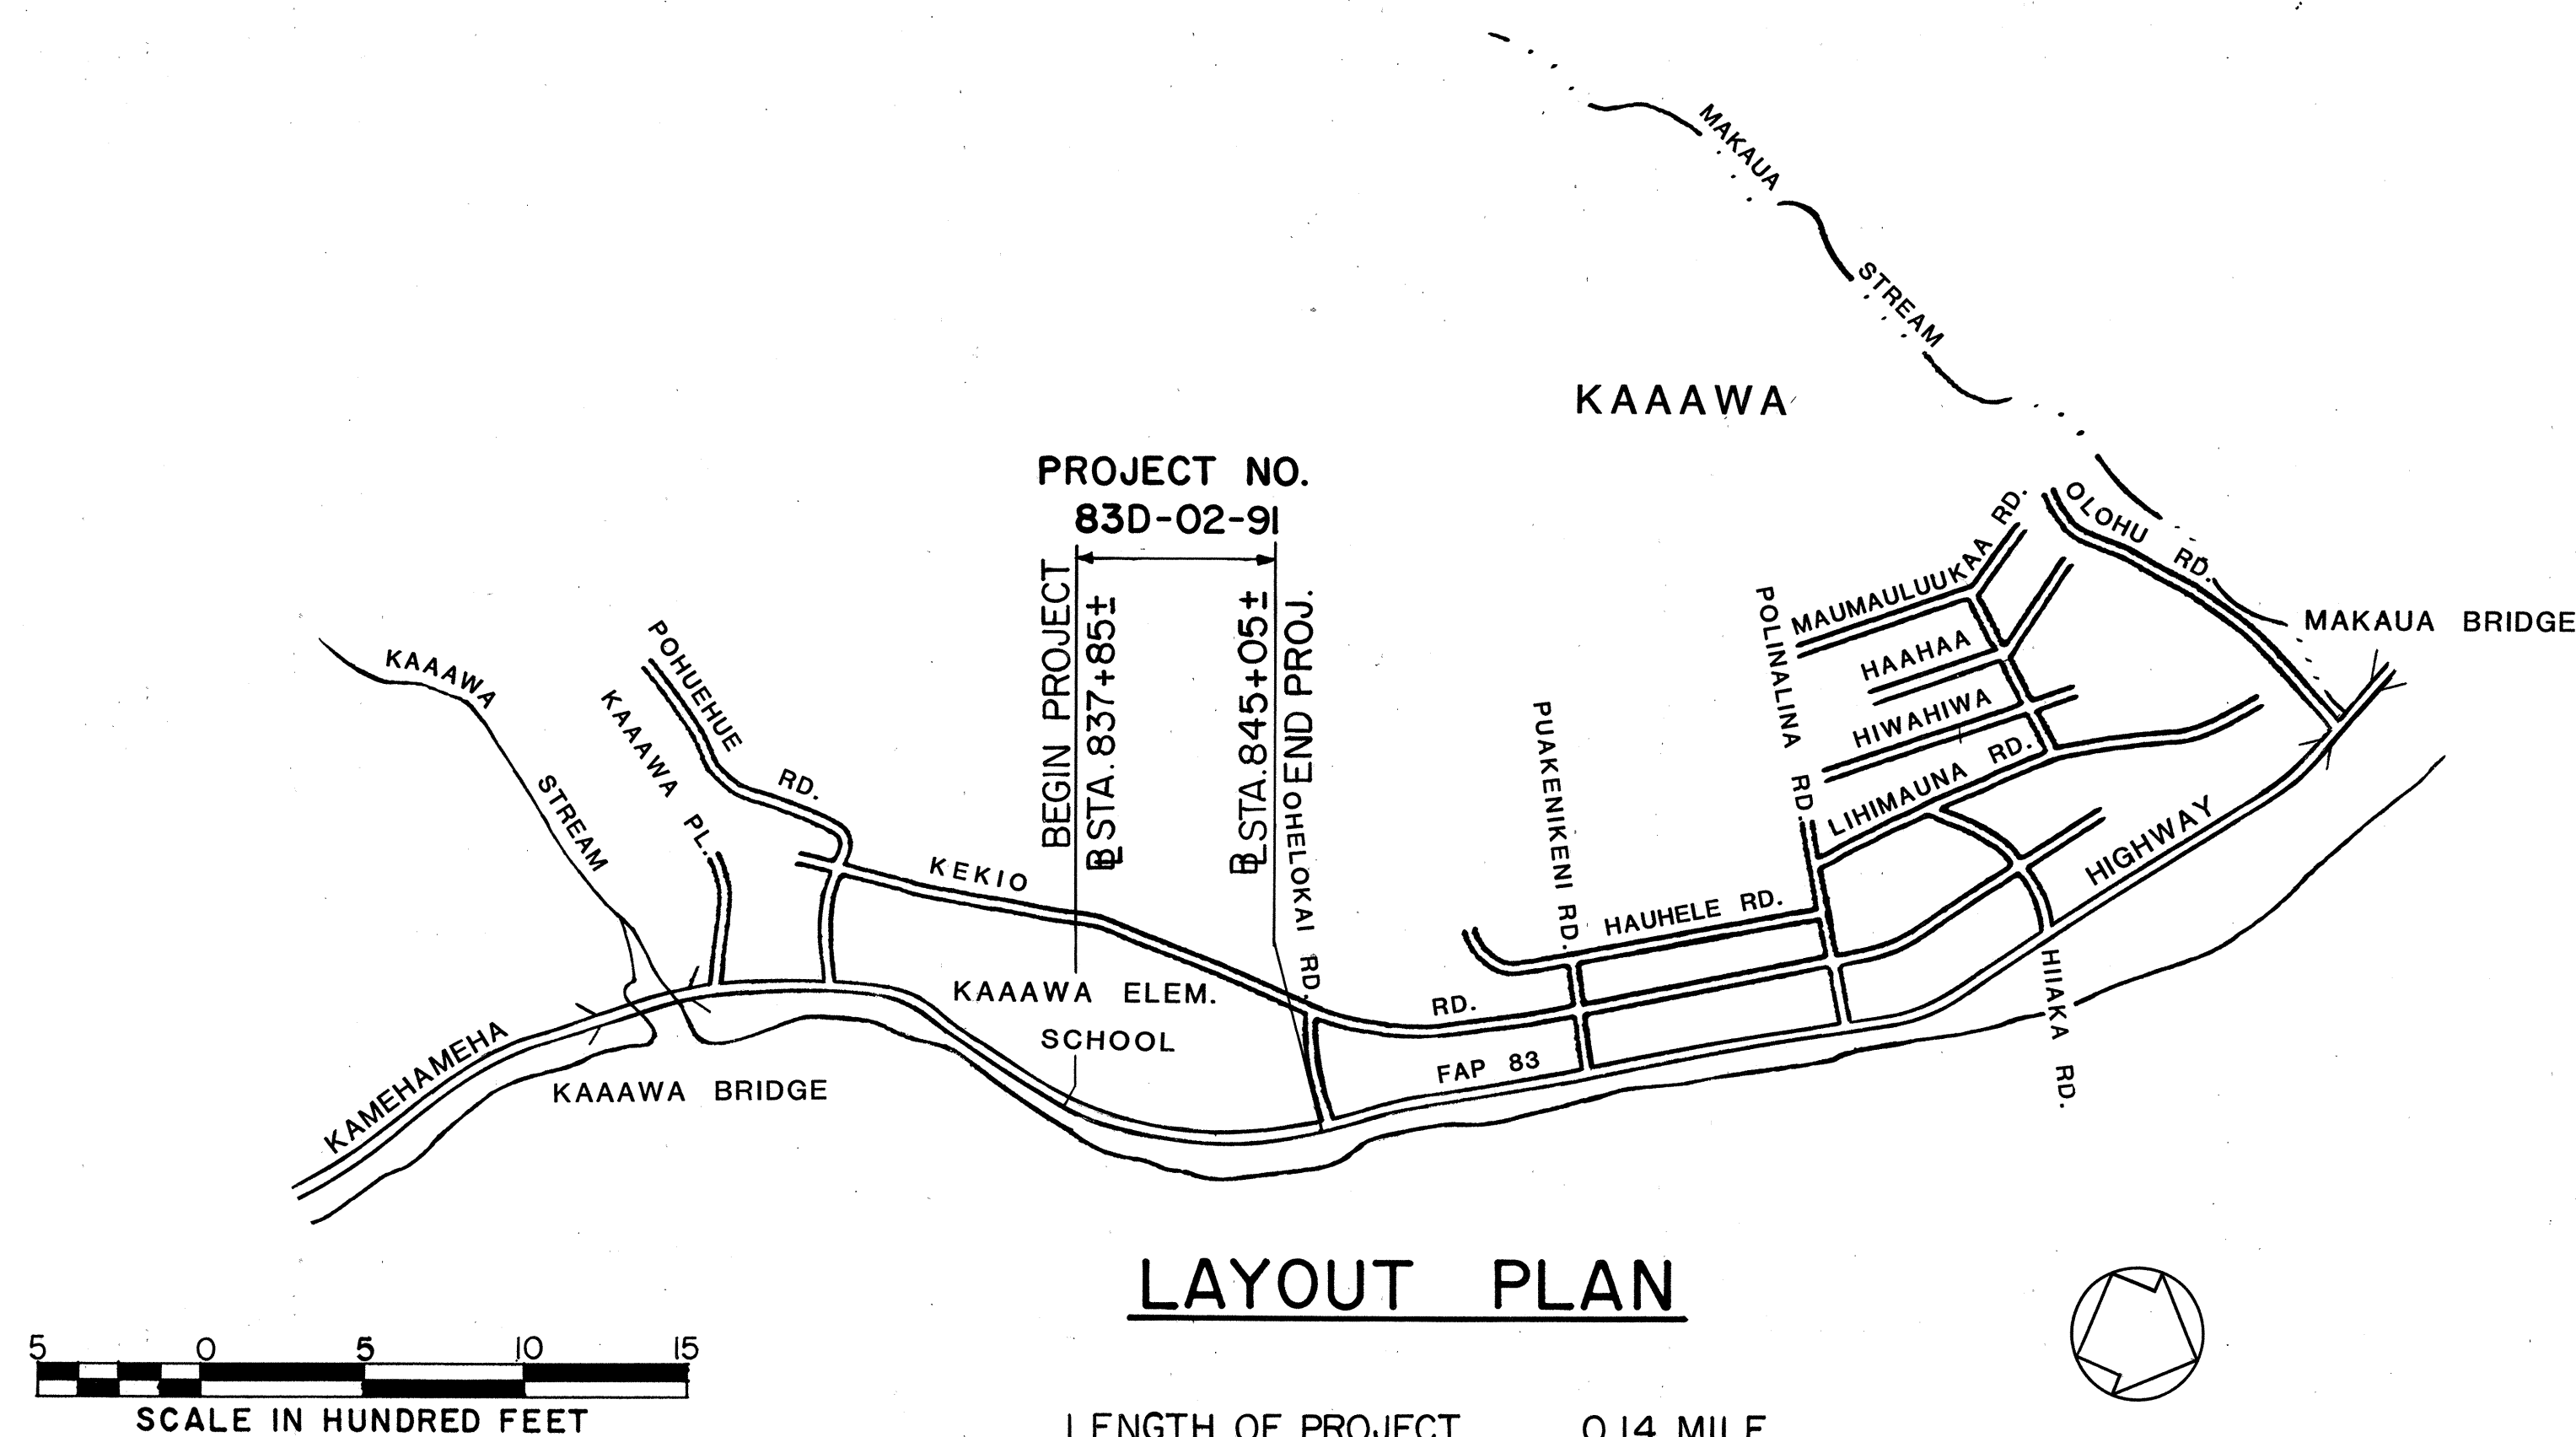 MAKAUA
STREAM
KAAAWA
PROJECT NO.
83D-02-91
BEGIN PROJECT
BL STA. 837+85±
BL STA. 845+05±
END PROJ.
OLOHU RD.
MAKAUA BRIDGE
MAUMAULUUKAA RD.
HAAHAA
HIWAHIWA
LIHIMAUNA RD.
POLINALINA RD.
PUAKENIKENI RD.
HAUHELE RD.
OHELOKAI RD.
KAAAWA
STREAM
POHUEHUE
RD.
KAAAWA PL.
KEKIO
RD.
KAAAWA ELEM.
SCHOOL
FAP 83
HIGHWAY
HIIAKA RD.
KAMEHAMEHA
KAAAWA BRIDGE
LAYOUT PLAN
5 0 5 10 15
SCALE IN HUNDRED FEET
LENGTH OF PROJECT 0.14 MILE